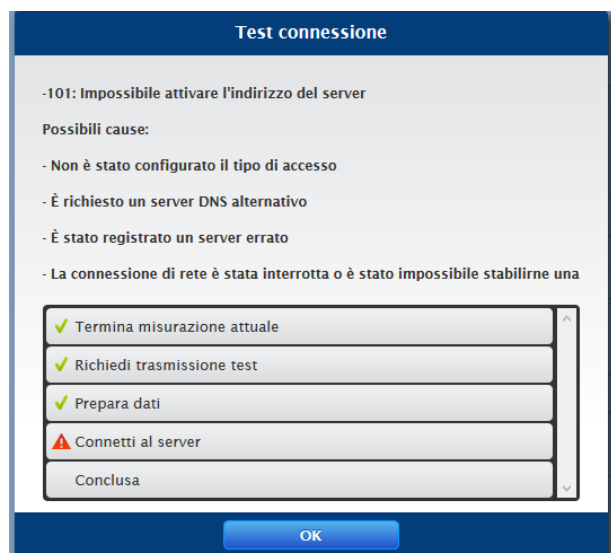 Test connessione
-101: Impossibile attivare l'indirizzo del server
Possibili cause:
- Non è stato configurato il tipo di accesso
- È richiesto un server DNS alternativo
- È stato registrato un server errato
- La connessione di rete è stata interrotta o è stato impossibile stabilirne una
Termina misurazione attuale
Richiedi trasmissione test
Prepara dati
Connetti al server
Conclusa
OK